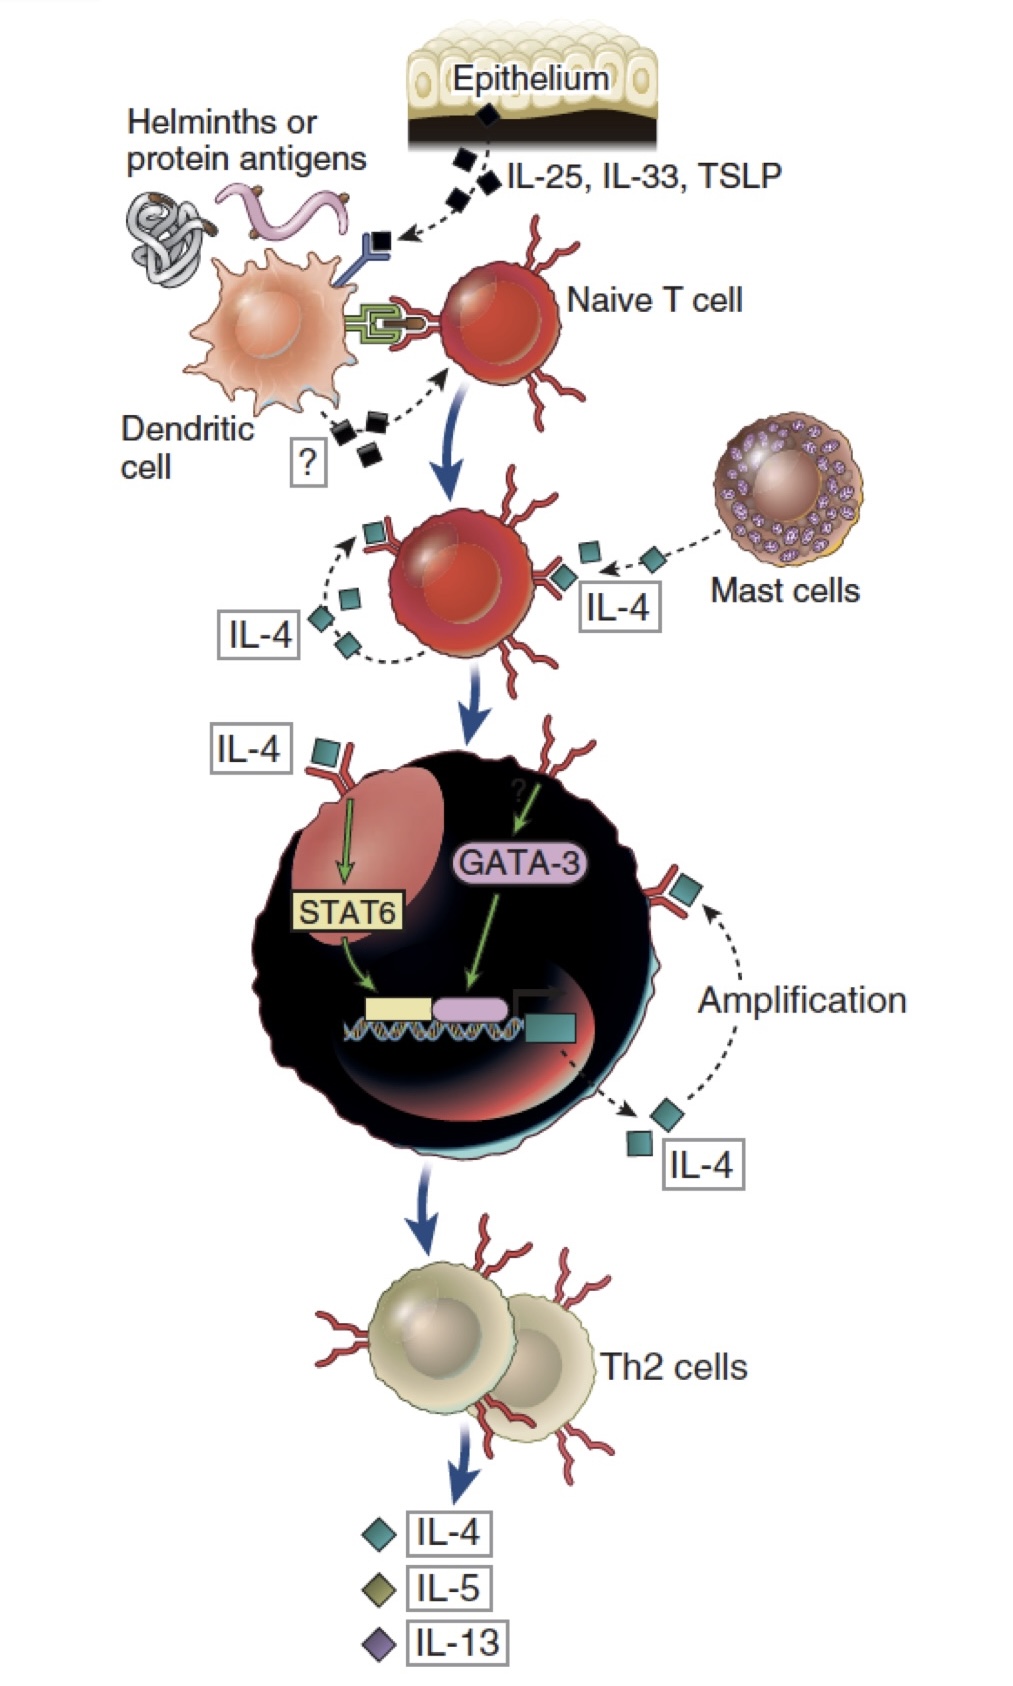 Epithelium
Helminths or
protein antigens
IL-25, IL-33, TSLP
Naive T cell
Dendritic
cell
?
Mast cells
IL-4
IL-4
IL-4
?
GATA-3
STAT6
Amplification
IL-4
Th2 cells
IL-4
IL-5
IL-13